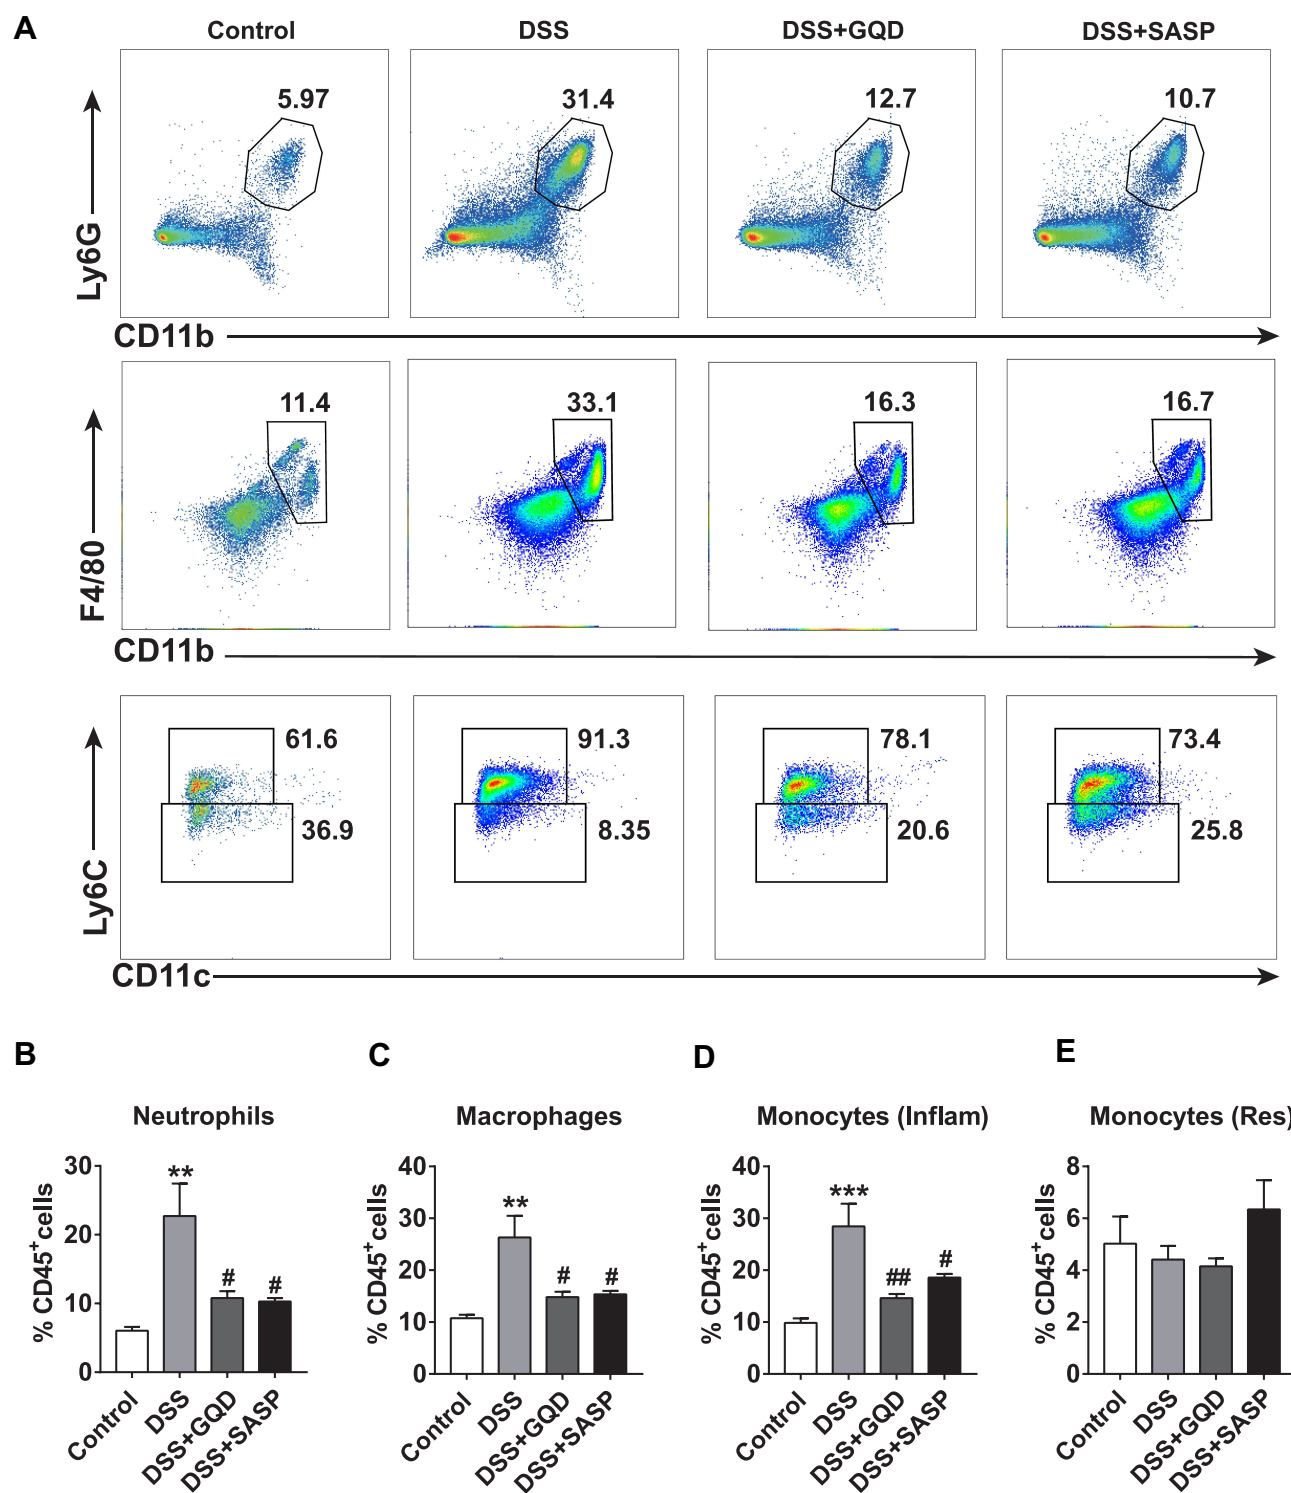 A
Control DSS DSS+GQD DSS+SASP
5.97 31.4 12.7 10.7
Ly6G
CD11b
11.4 33.1 16.3 16.7
F4/80
CD11b
61.6 91.3 78.1 73.4
36.9 8.35 20.6 25.8
Ly6C
CD11c
B
Neutrophils
% CD45+cells
30
20
10
0
**
#
#
Control
DSS
DSS+GQD
DSS+SASP
C
Macrophages
% CD45+cells
40
30
20
10
0
**
#
#
Control
DSS
DSS+GQD
DSS+SASP
D
Monocytes (Inflam)
% CD45+cells
40
30
20
10
0
***
##
#
Control
DSS
DSS+GQD
DSS+SASP
E
Monocytes (Res)
% CD45+cells
8
6
4
2
0
Control
DSS
DSS+GQD
DSS+SASP